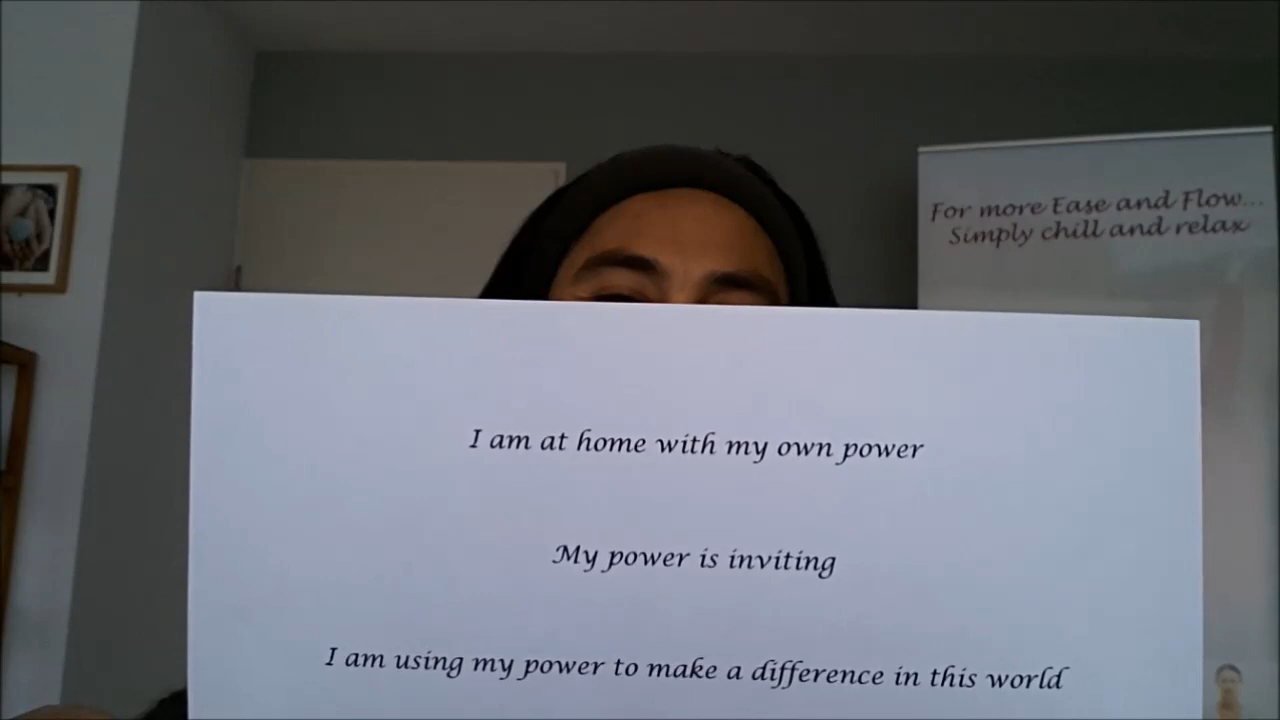 For more Ease and Flow...
Simply chill and relax
I am at home with my own power
My power is inviting
I am using my power to make a difference in this world